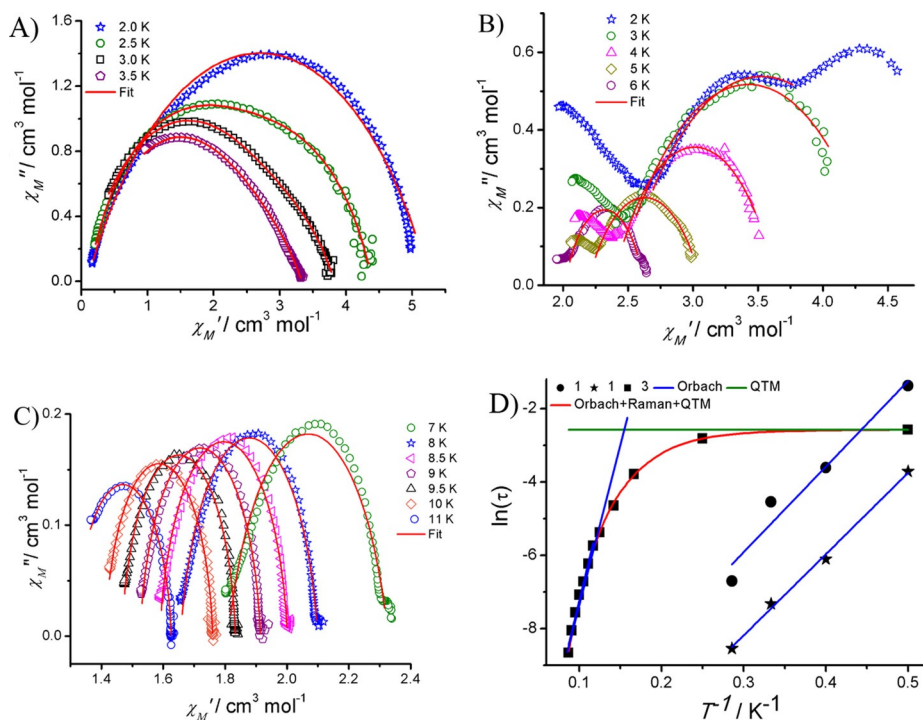 A)
2.0 K
2.5 K
3.0 K
3.5 K
Fit
χM''/ cm³ mol⁻¹
1.6
1.2
0.8
0.4
0.0
0 1 2 3 4 5
χM'/ cm³ mol⁻¹
B)
2 K
3 K
4 K
5 K
6 K
Fit
χM''/ cm³ mol⁻¹
0.6
0.4
0.2
0.0
2.0 2.5 3.0 3.5 4.0 4.5
χM'/ cm³ mol⁻¹
C)
7 K
8 K
8.5 K
9 K
9.5 K
10 K
11 K
Fit
χM''/ cm³ mol⁻¹
0.2
0.1
0.0
1.4 1.6 1.8 2.0 2.2 2.4
χM'/ cm³ mol⁻¹
D)
1 1 3 Orbach QTM
Orbach+Raman+QTM
ln(τ)
-2
-4
-6
-8
0.1 0.2 0.3 0.4 0.5
T⁻¹/ K⁻¹